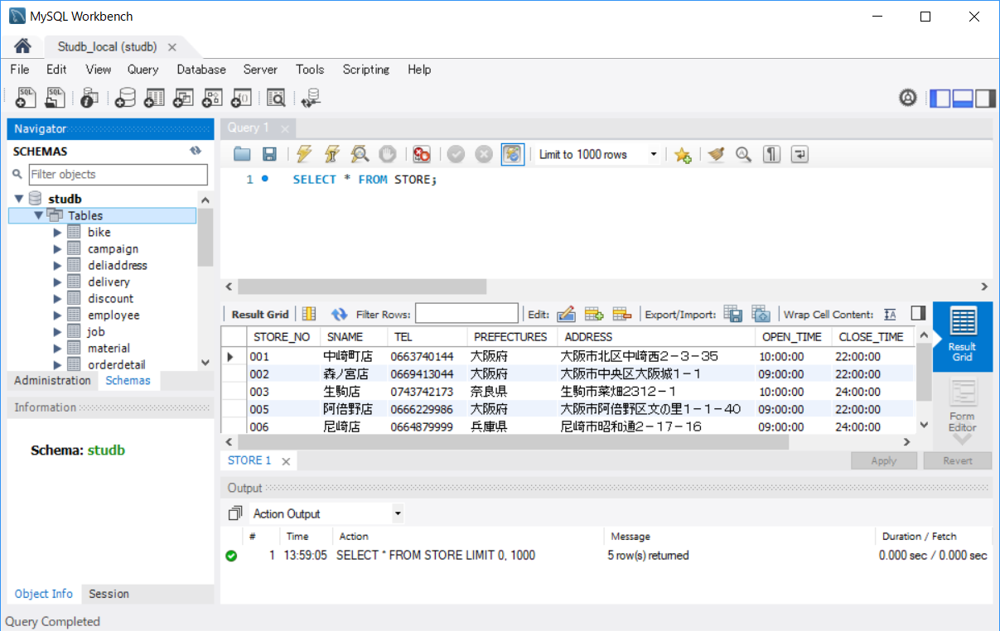 MySQL Workbench
Studb_local (studb)
File Edit View Query Database Server Tools Scripting Help
SQL SQL
Navigator
SCHEMAS
Filter objects
studb
Tables
bike
campaign
deliaddress
delivery
discount
employee
job
material
orderdetail
Administration Schemas
Information
Schema: studb
Object Info Session
Query 1
Limit to 1000 rows
1 SELECT * FROM STORE;
Result Grid Filter Rows: Edit: Export/Import: Wrap Cell Content:
STORE_NO SNAME TEL PREFECTURES ADDRESS OPEN_TIME CLOSE_TIME
001 中崎町店 0663740144 大阪府 大阪市北区中崎西2-3-35 10:00:00 22:00:00
002 森ノ宮店 0669413044 大阪府 大阪市中央区大阪城1-1 09:00:00 22:00:00
003 生駒店 0743742173 奈良県 生駒市菜畑2312-1 10:00:00 24:00:00
005 阿倍野店 0666229986 大阪府 大阪市阿倍野区文の里1-1-40 09:00:00 22:00:00
006 尼崎店 0664879999 兵庫県 尼崎市昭和通2-17-16 09:00:00 24:00:00
Result
Grid
Form
Editor
STORE 1
Apply Revert
Output
Action Output
# Time Action Message Duration / Fetch
1 13:59:05 SELECT * FROM STORE LIMIT 0, 1000 5 row(s) returned 0.000 sec / 0.000 sec
Query Completed